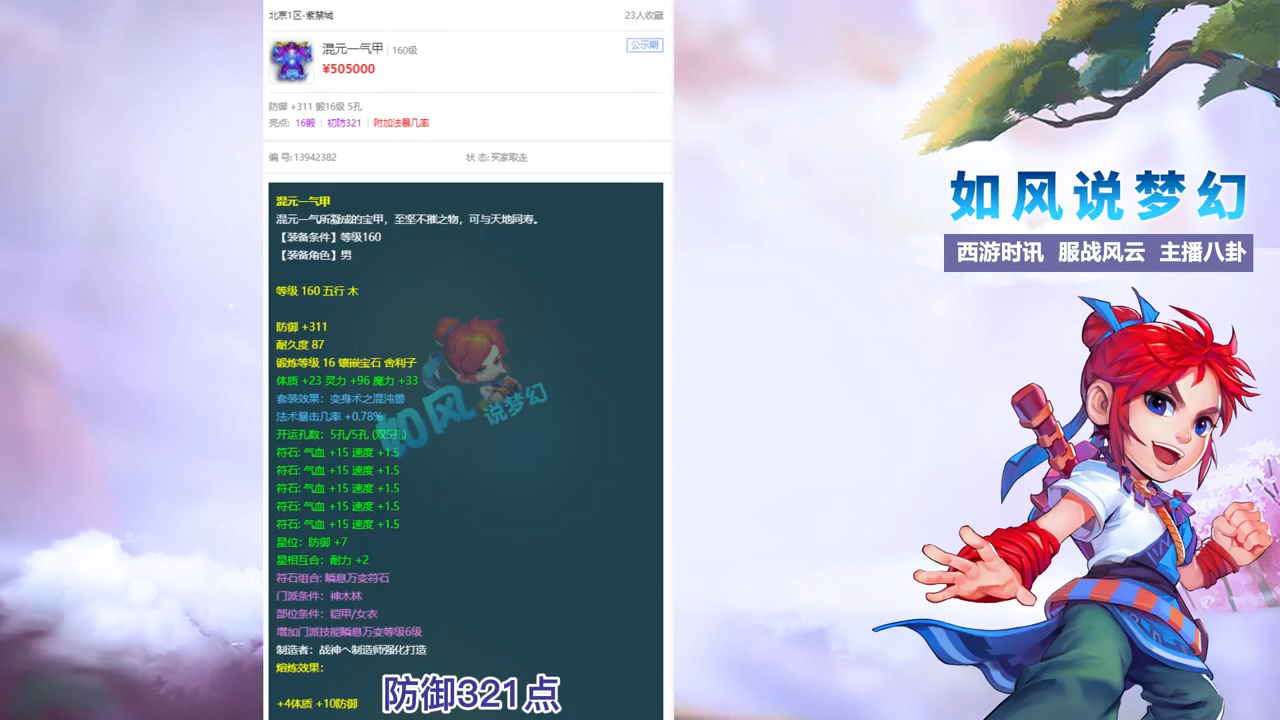 北京1区-紫禁城
23人收藏
混元一气甲 160级
公示期
¥505000
防御 +311 锻16级 5孔
亮点: 16锻 初防321 附加法暴几率
编 号: 13942382
状 态: 买家取走
混元一气甲
混元一气所凝成的宝甲，至坚不摧之物，可与天地同寿。
【装备条件】等级160
【装备角色】男
等级 160 五行 木
防御 +311
耐久度 87
锻炼等级 16 镶嵌宝石 舍利子
体质 +23 灵力 +96 魔力 +33
套装效果：变身术之混沌兽
法术暴击几率 +0.78%
开运孔数：5孔/5孔 (双5孔)
符石: 气血 +15 速度 +1.5
符石: 气血 +15 速度 +1.5
符石: 气血 +15 速度 +1.5
符石: 气血 +15 速度 +1.5
符石: 气血 +15 速度 +1.5
星位：防御 +7
星相互合：耐力 +2
符石组合: 瞬息万变符石
门派条件：神木林
部位条件：铠甲/女衣
增加门派技能瞬息万变等级6级
制造者：战神へ制造师强化打造
熔炼效果：
+4体质 +10防御
如风
说梦幻
防御321点
如风说梦幻
西游时讯 服战风云 主播八卦